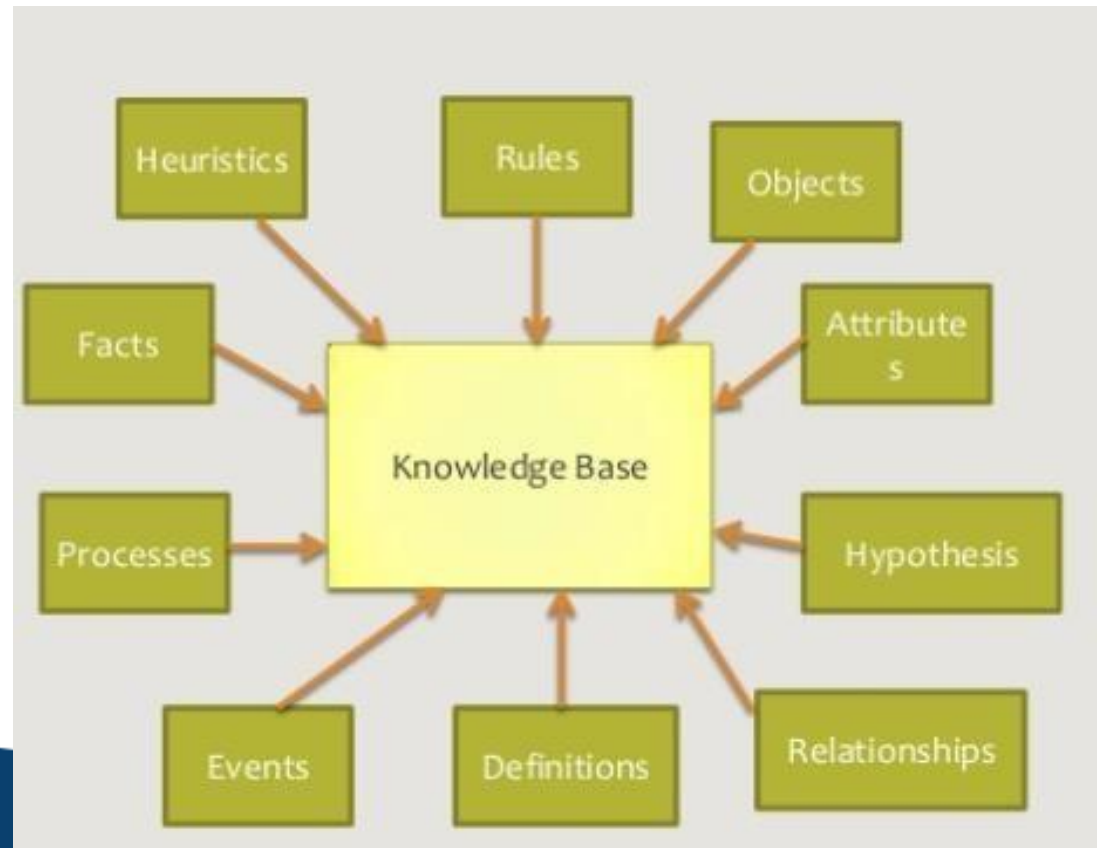 Heuristics
Rules
Objects
Facts
Attribute
s
Knowledge Base
Processes
Hypothesis
Events
Definitions
Relationships